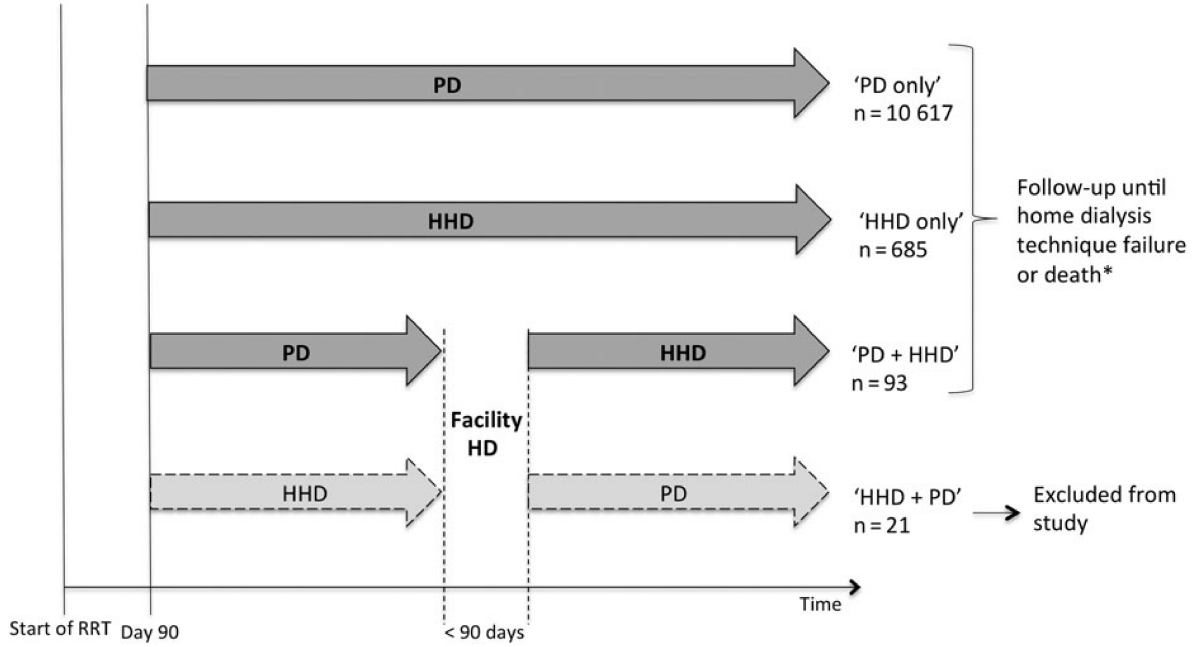 PD
‘PD only’
n = 10 617
HHD
‘HHD only’
n = 685
Follow-up until
home dialysis
technique failure
or death*
PD
HHD
‘PD + HHD’
n = 93
Facility
HD
HHD
PD
‘HHD + PD’
n = 21
Excluded from
study
Time
Start of RRT
Day 90
< 90 days